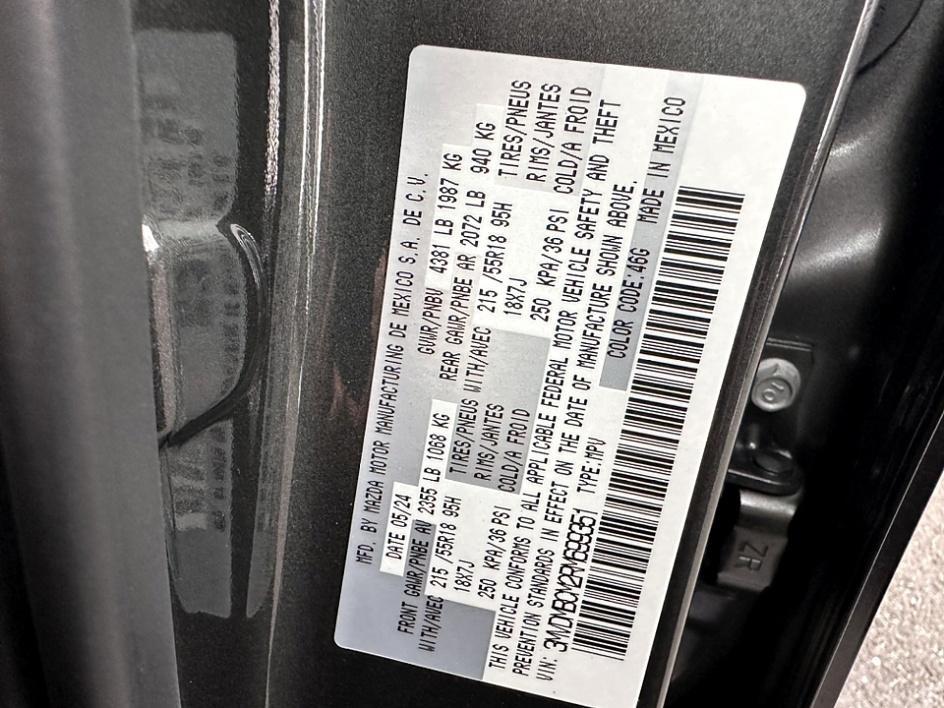 MFD. BY MAZDA MOTOR MANUFACTURING DE MEXICO S.A. DE C.V.
DATE 05/24 GVWR/PNBV 4381 LB 1987 KG
FRONT GAWR/PNBE AV 2355 LB 1068 KG REAR GAWR/PNBE AR 2072 LB 940 KG
WITH/AVEC 215 /55R18 95H TIRES/PNEUS WITH/AVEC 215 /55R18 95H TIRES/PNEUS
18X7J RIMS/JANTES 18X7J RIMS/JANTES
250 KPA/36 PSI COLD/A FROID 250 KPA/36 PSI COLD/A FROID
THIS VEHICLE CONFORMS TO ALL APPLICABLE FEDERAL MOTOR VEHICLE SAFETY AND THEFT
PREVENTION STANDARDS IN EFFECT ON THE DATE OF MANUFACTURE SHOWN ABOVE.
VIN: TYPE:MPV COLOR CODE:46G MADE IN MEXICO
ZR